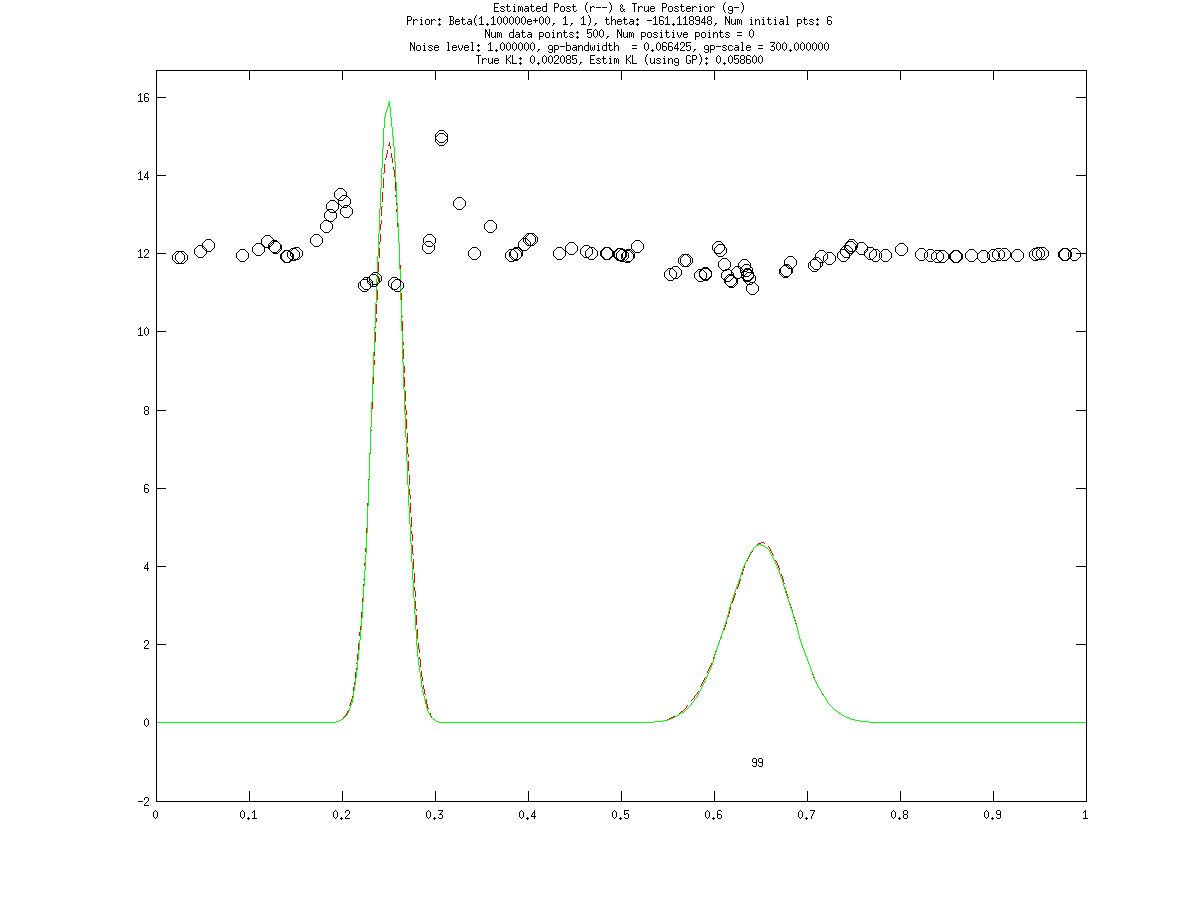 Estimated Post (r--) & True Posterior (g-)
Prior: Beta(1.100000e+00, 1, 1), theta: -161.118948, Num initial pts: 6
Num data points: 500, Num positive points = 0
Noise level: 1.000000, gp-bandwidth  = 0.066425, gp-scale = 300.000000
True KL: 0.002085, Estim KL (using GP): 0.058600
16
14
12
10
8
6
4
2
0
99
-2
0 0.1 0.2 0.3 0.4 0.5 0.6 0.7 0.8 0.9 1